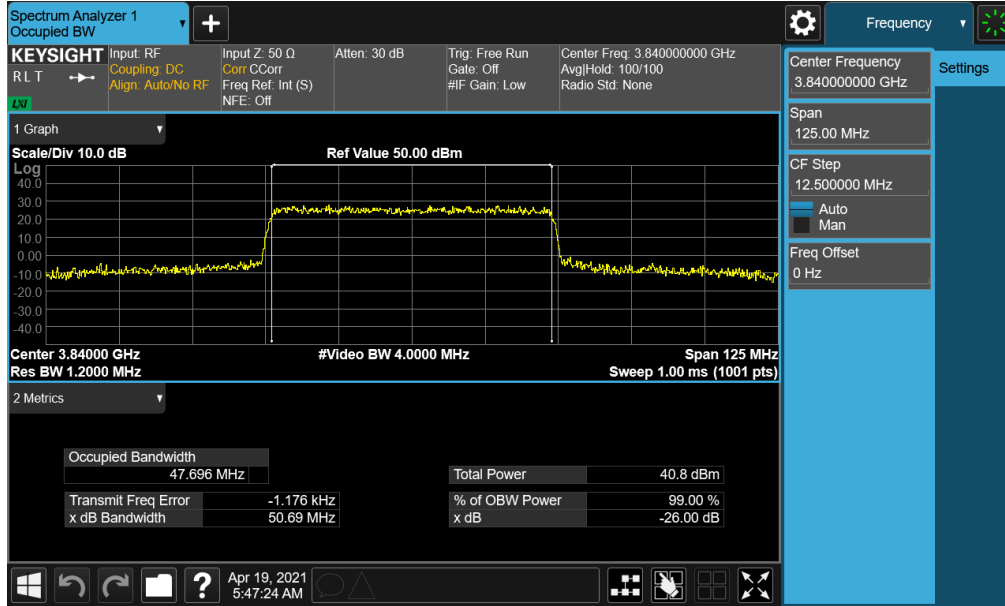 Spectrum Analyzer 1
Occupied BW
▼
+
Frequency
▼
KEYSIGHT
R L T
LXI
Input: RF
Coupling: DC
Align: Auto/No RF
Input Z: 50 Ω
Corr CCorr
Freq Ref: Int (S)
NFE: Off
Atten: 30 dB
Trig: Free Run
Gate: Off
#IF Gain: Low
Center Freq: 3.840000000 GHz
Avg|Hold: 100/100
Radio Std: None
Center Frequency
3.840000000 GHz
Settings
Span
125.00 MHz
CF Step
12.500000 MHz
Auto
Man
Freq Offset
0 Hz
1 Graph ▼
Scale/Div 10.0 dB Ref Value 50.00 dBm
Log
40.0
30.0
20.0
10.0
0.00
-10.0
-20.0
-30.0
-40.0
Center 3.84000 GHz #Video BW 4.0000 MHz Span 125 MHz
Res BW 1.2000 MHz Sweep 1.00 ms (1001 pts)
2 Metrics ▼
Occupied Bandwidth
47.696 MHz
Total Power 40.8 dBm
Transmit Freq Error -1.176 kHz % of OBW Power 99.00 %
x dB Bandwidth 50.69 MHz x dB -26.00 dB
?
Apr 19, 2021
5:47:24 AM